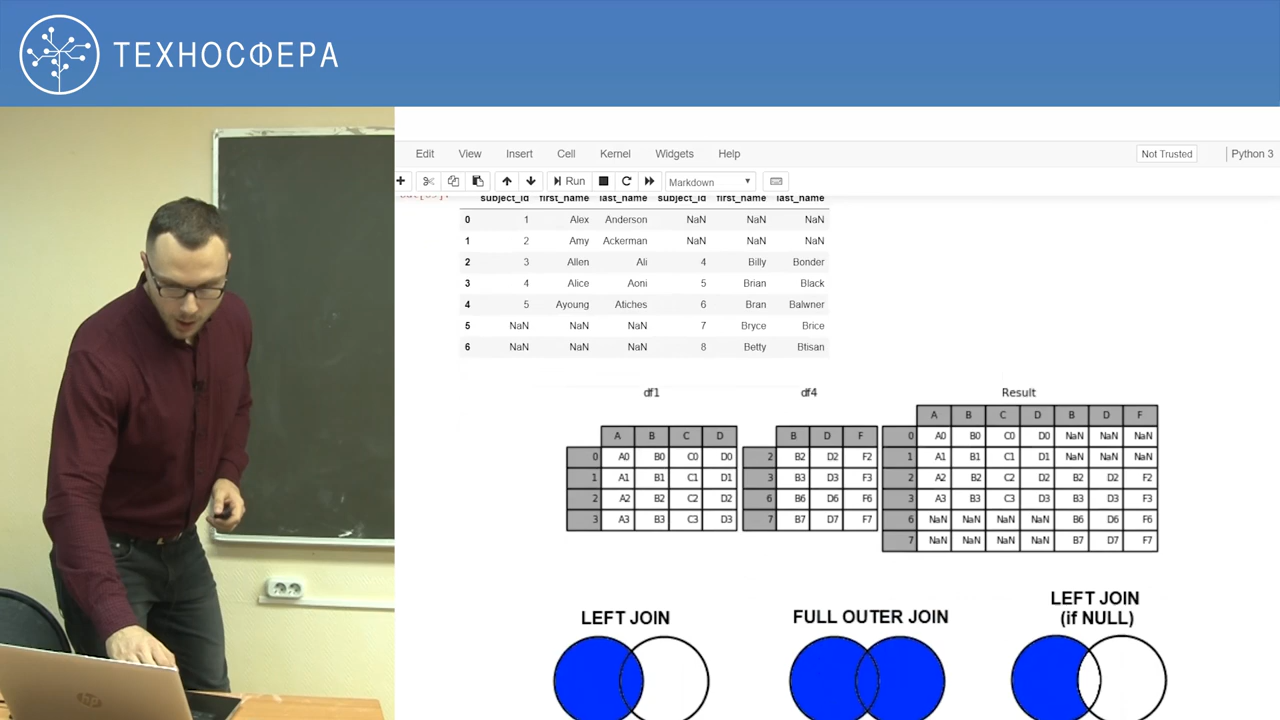 ТЕХНОСФЕРА
Edit View Insert Cell Kernel Widgets Help Not Trusted Python 3
Run Markdown
subject_id first_name last_name subject_id first_name last_name
0 1 Alex Anderson NaN NaN NaN
1 2 Amy Ackerman NaN NaN NaN
2 3 Allen Ali 4 Billy Bonder
3 4 Alice Aoni 5 Brian Black
4 5 Ayoung Atiches 6 Bran Balwner
5 NaN NaN NaN 7 Bryce Brice
6 NaN NaN NaN 8 Betty Btisan
df1 df4 Result
A B C D B D F
A B C D B D F
0 A0 B0 C0 D0 NaN NaN NaN
0 A0 B0 C0 D0 2 B2 D2 F2 1 A1 B1 C1 D1 NaN NaN NaN
1 A1 B1 C1 D1 3 B3 D3 F3 2 A2 B2 C2 D2 B2 D2 F2
2 A2 B2 C2 D2 6 B6 D6 F6 3 A3 B3 C3 D3 B3 D3 F3
3 A3 B3 C3 D3 7 B7 D7 F7 6 NaN NaN NaN NaN B6 D6 F6
7 NaN NaN NaN NaN B7 D7 F7
LEFT JOIN FULL OUTER JOIN LEFT JOIN
(if NULL)
hp